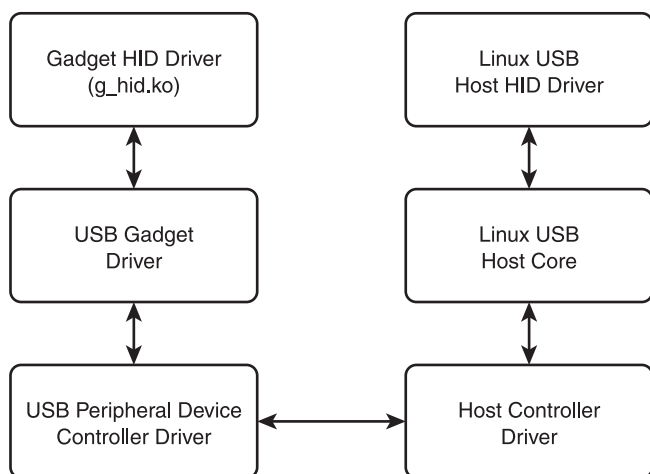 Gadget HID Driver
(g_hid.ko)
Linux USB
Host HID Driver
USB Gadget
Driver
Linux USB
Host Core
USB Peripheral Device
Controller Driver
Host Controller
Driver